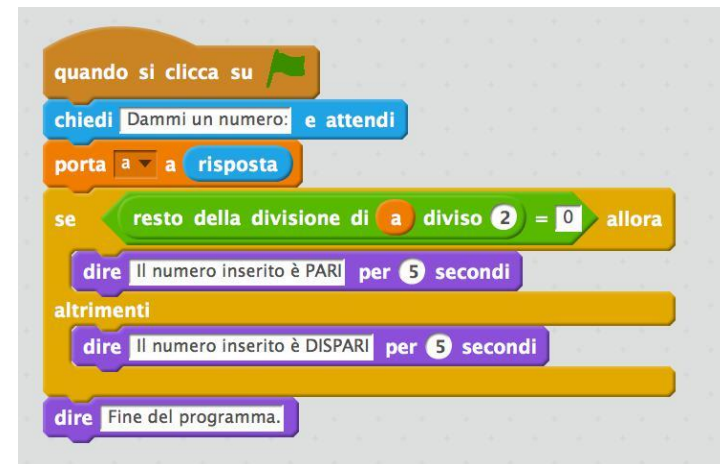 quando si clicca su
chiedi Dammi un numero: e attendi
porta a a risposta
se resto della divisione di a diviso 2 = 0 allora
dire Il numero inserito è PARI per 5 secondi
altrimenti
dire Il numero inserito è DISPARI per 5 secondi
dire Fine del programma.